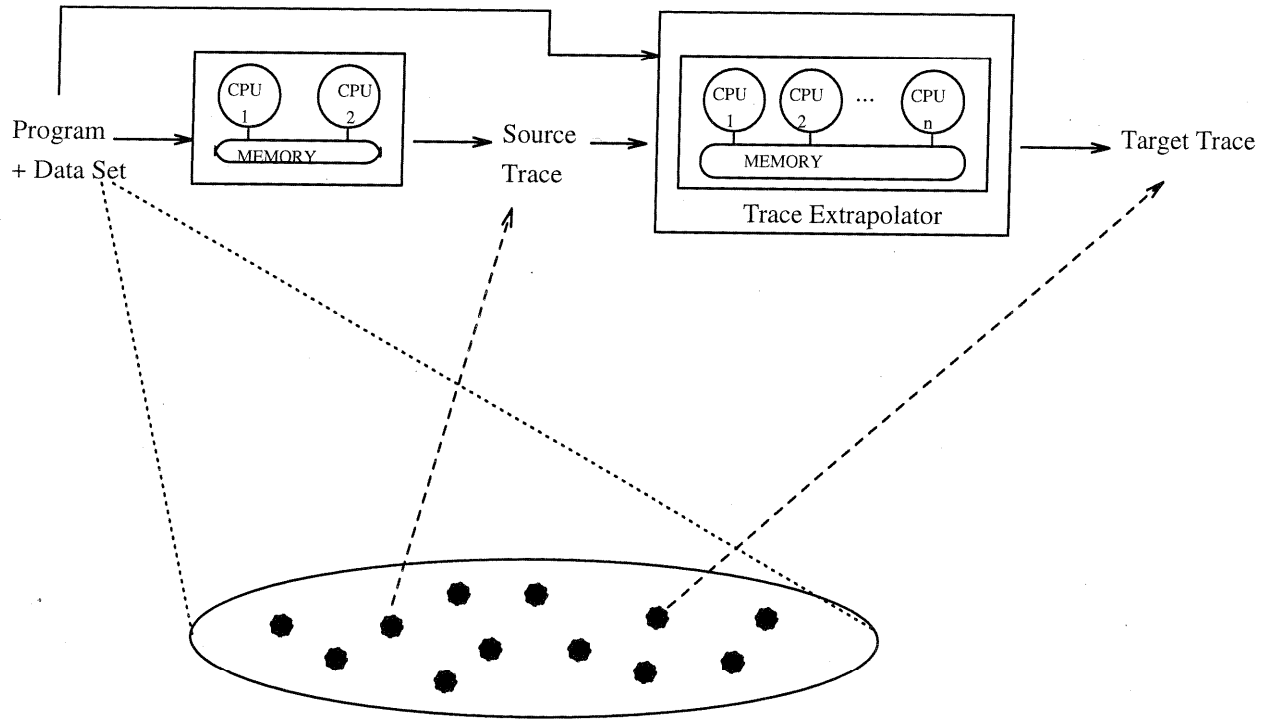 Program
+ Data Set
CPU
1
CPU
2
MEMORY
Source
Trace
CPU
1
CPU
2
...
CPU
n
MEMORY
Trace Extrapolator
Target Trace